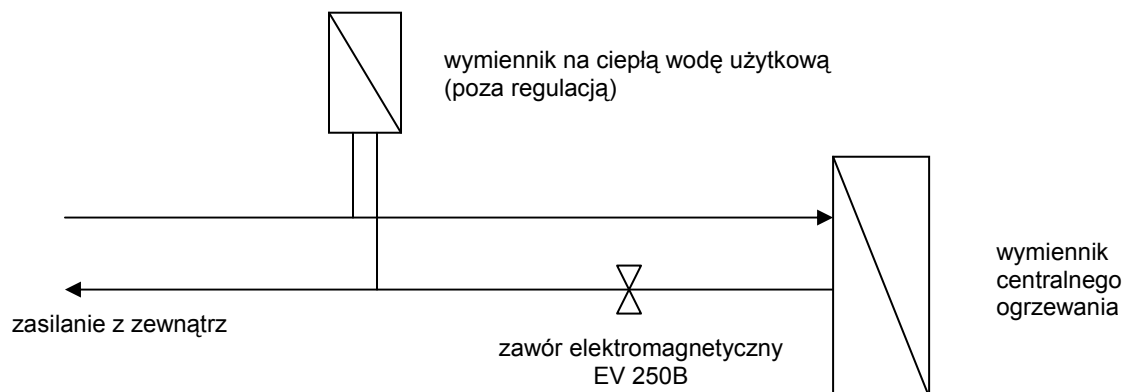 wymiennik na ciepłą wodę użytkową
(poza regulacją)
wymiennik
centralnego
ogrzewania
zasilanie z zewnątrz
zawór elektromagnetyczny
EV 250B